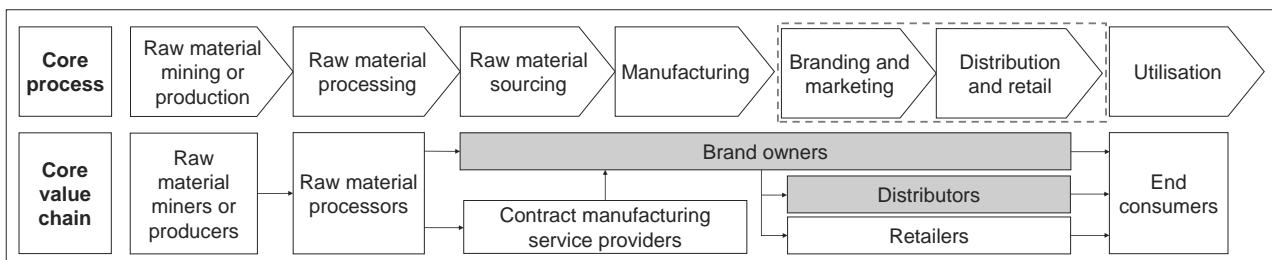 Core
process
Raw material
mining or
production
Raw material
processing
Raw material
sourcing
Manufacturing
Branding and
marketing
Distribution
and retail
Utilisation
Core
value
chain
Raw
material
miners or
producers
Raw material
processors
Brand owners
Contract manufacturing
service providers
Distributors
Retailers
End
consumers